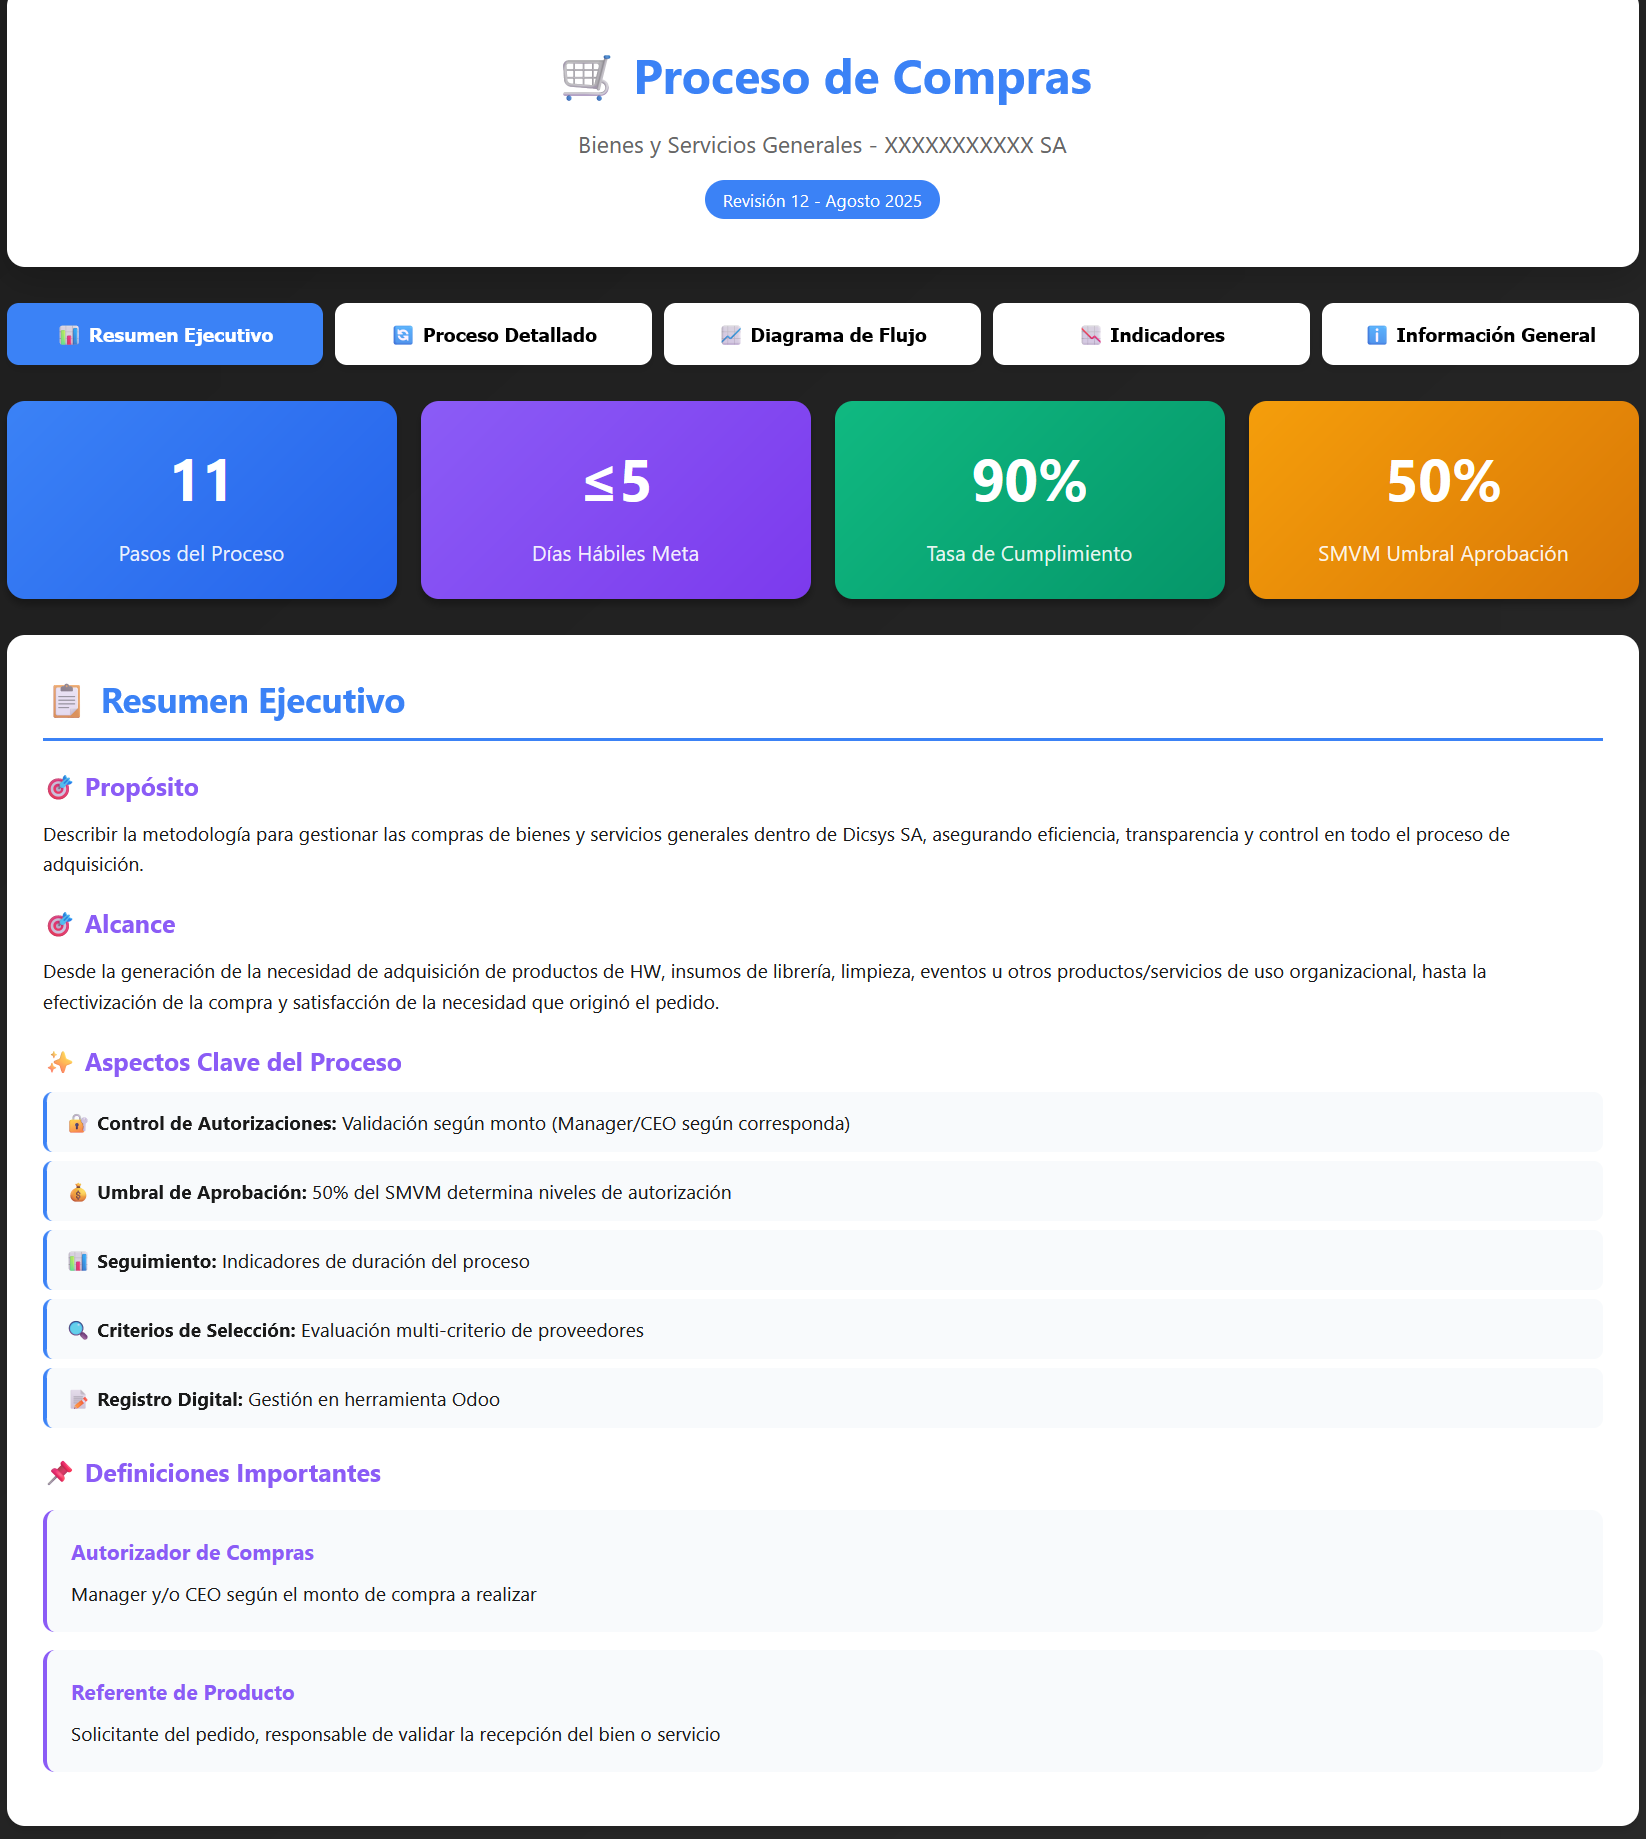 Proceso de Compras
Bienes y Servicios Generales - XXXXXXXXXXX SA
Revisión 12 - Agosto 2025
Resumen Ejecutivo
Proceso Detallado
Diagrama de Flujo
Indicadores
Información General
11
Pasos del Proceso
≤5
Días Hábiles Meta
90%
Tasa de Cumplimiento
50%
SMVM Umbral Aprobación
Resumen Ejecutivo
Propósito
Describir la metodología para gestionar las compras de bienes y servicios generales dentro de Dicsys SA, asegurando eficiencia, transparencia y control en todo el proceso de
adquisición.
Alcance
Desde la generación de la necesidad de adquisición de productos de HW, insumos de librería, limpieza, eventos u otros productos/servicios de uso organizacional, hasta la
efectivización de la compra y satisfacción de la necesidad que originó el pedido.
Aspectos Clave del Proceso
Control de Autorizaciones: Validación según monto (Manager/CEO según corresponda)
Umbral de Aprobación: 50% del SMVM determina niveles de autorización
Seguimiento: Indicadores de duración del proceso
Criterios de Selección: Evaluación multi-criterio de proveedores
Registro Digital: Gestión en herramienta Odoo
Definiciones Importantes
Autorizador de Compras
Manager y/o CEO según el monto de compra a realizar
Referente de Producto
Solicitante del pedido, responsable de validar la recepción del bien o servicio